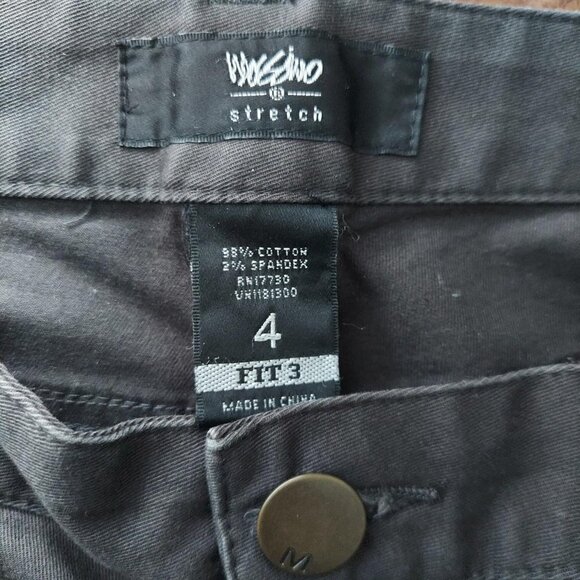 Mossimo
stretch
98% COTTON
2% SPANDEX
RN17730
VN1181300
4
FIT 3
MADE IN CHINA
M